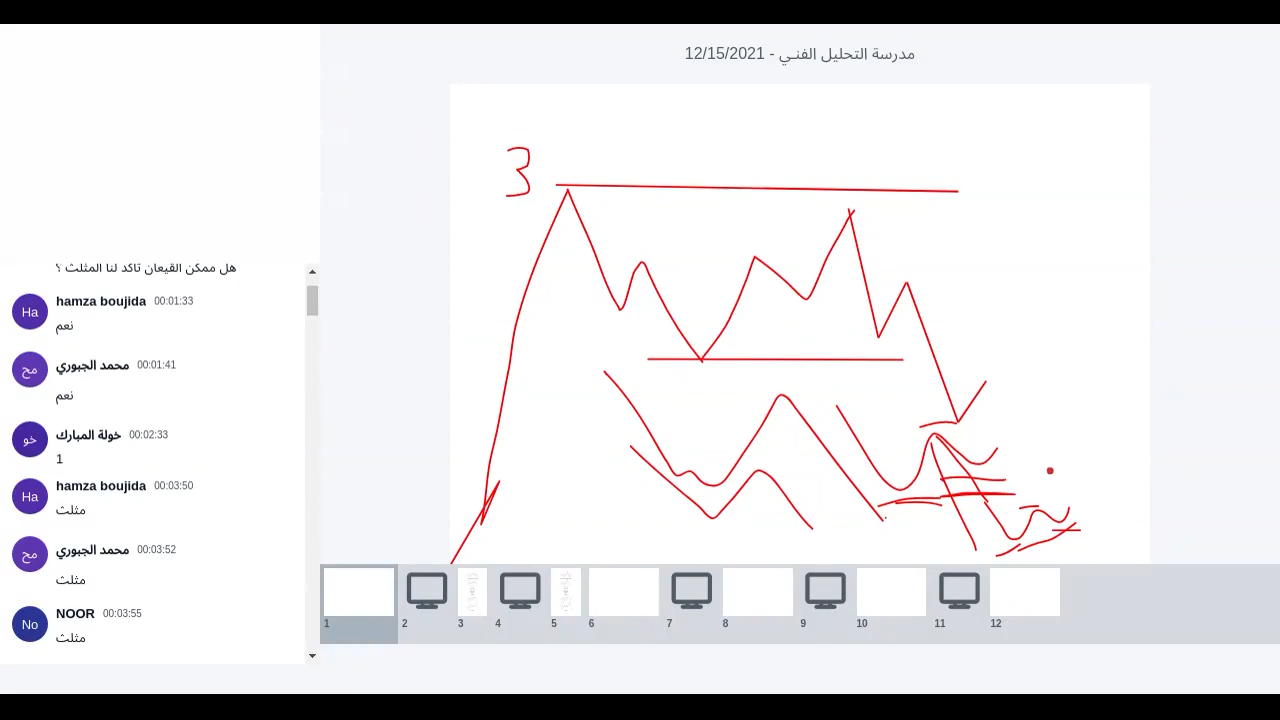 مدرسة التحليل الفني - 12/15/2021
3
هل ممكن القيعان تاكد لنا المثلث ؟
Ha hamza boujida 00:01:33
نعم
مح محمد الجبوري 00:01:41
نعم
خو خولة المبارك 00:02:33
1
Ha hamza boujida 00:03:50
مثلث
مح محمد الجبوري 00:03:52
مثلث
No NOOR 00:03:55
مثلث
1 2 3 4 5 6 7 8 9 10 11 12